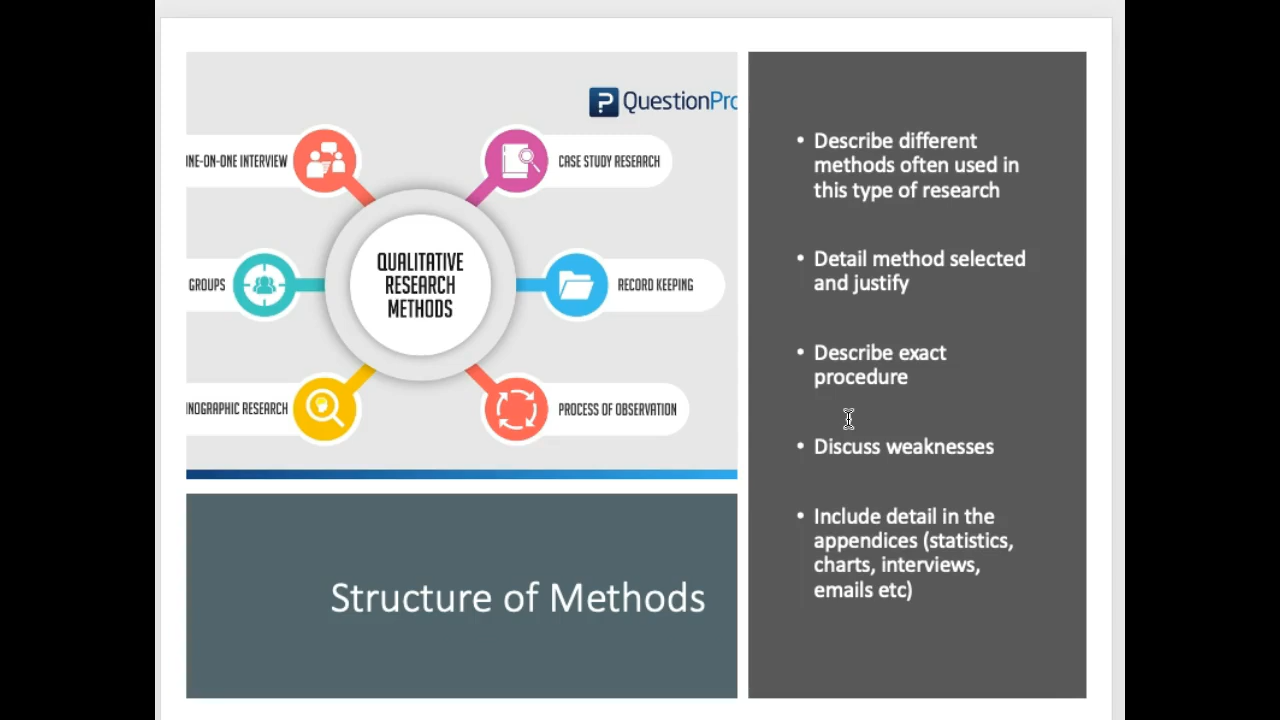 QuestionPro
INE-ON-ONE INTERVIEW
CASE STUDY RESEARCH
GROUPS
QUALITATIVE
RESEARCH
METHODS
RECORD KEEPING
INOGRAPHIC RESEARCH
PROCESS OF OBSERVATION
Structure of Methods
• Describe different
methods often used in
this type of research
• Detail method selected
and justify
• Describe exact
procedure
• Discuss weaknesses
• Include detail in the
appendices (statistics,
charts, interviews,
emails etc)